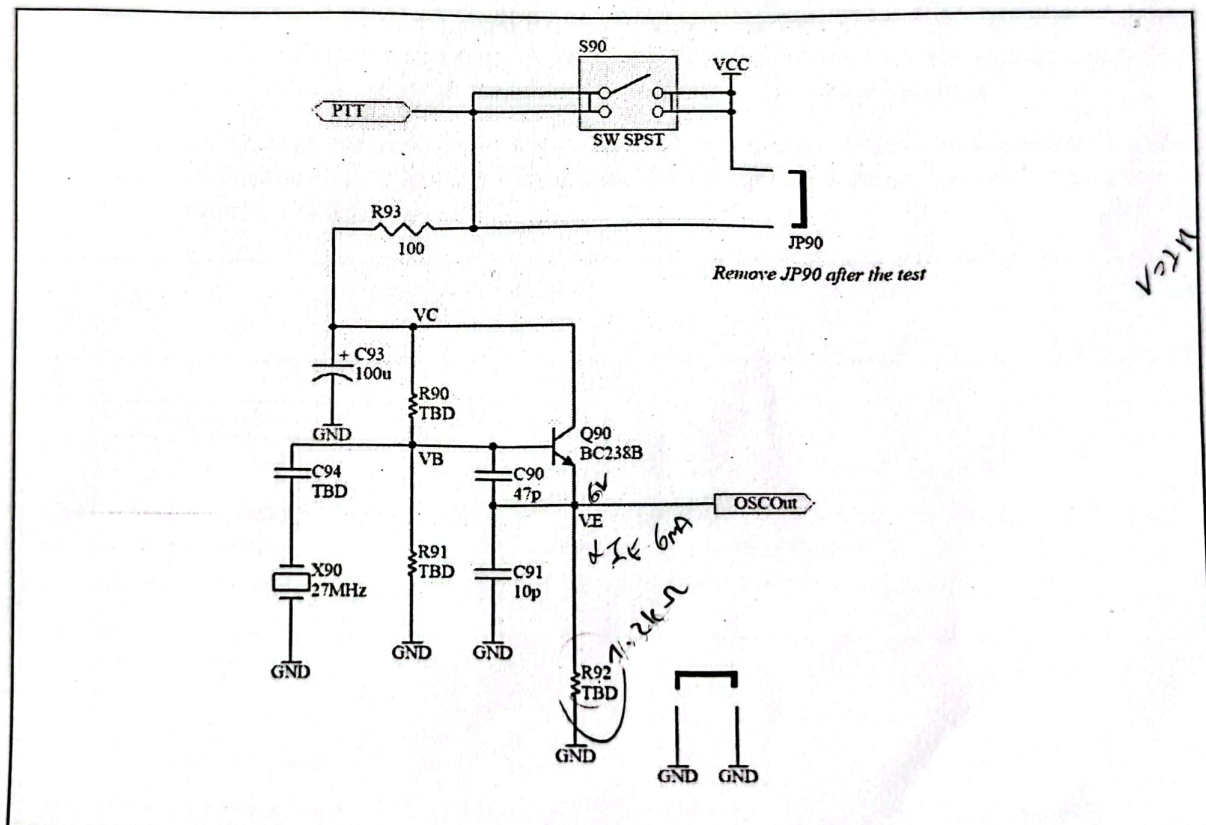 S90
VCC
PTT
SW SPST
R93
100
JP90
Remove JP90 after the test
VC
+ C93
100u
R90
TBD
GND
Q90
BC238B
VB
C94
TBD
C90
47p
6V
OSCOut
VE
IE 6mA
R91
TBD
X90
27MHz
C91
10p
GND
GND
GND
1.2k Ω
R92
TBD
GND
GND
GND